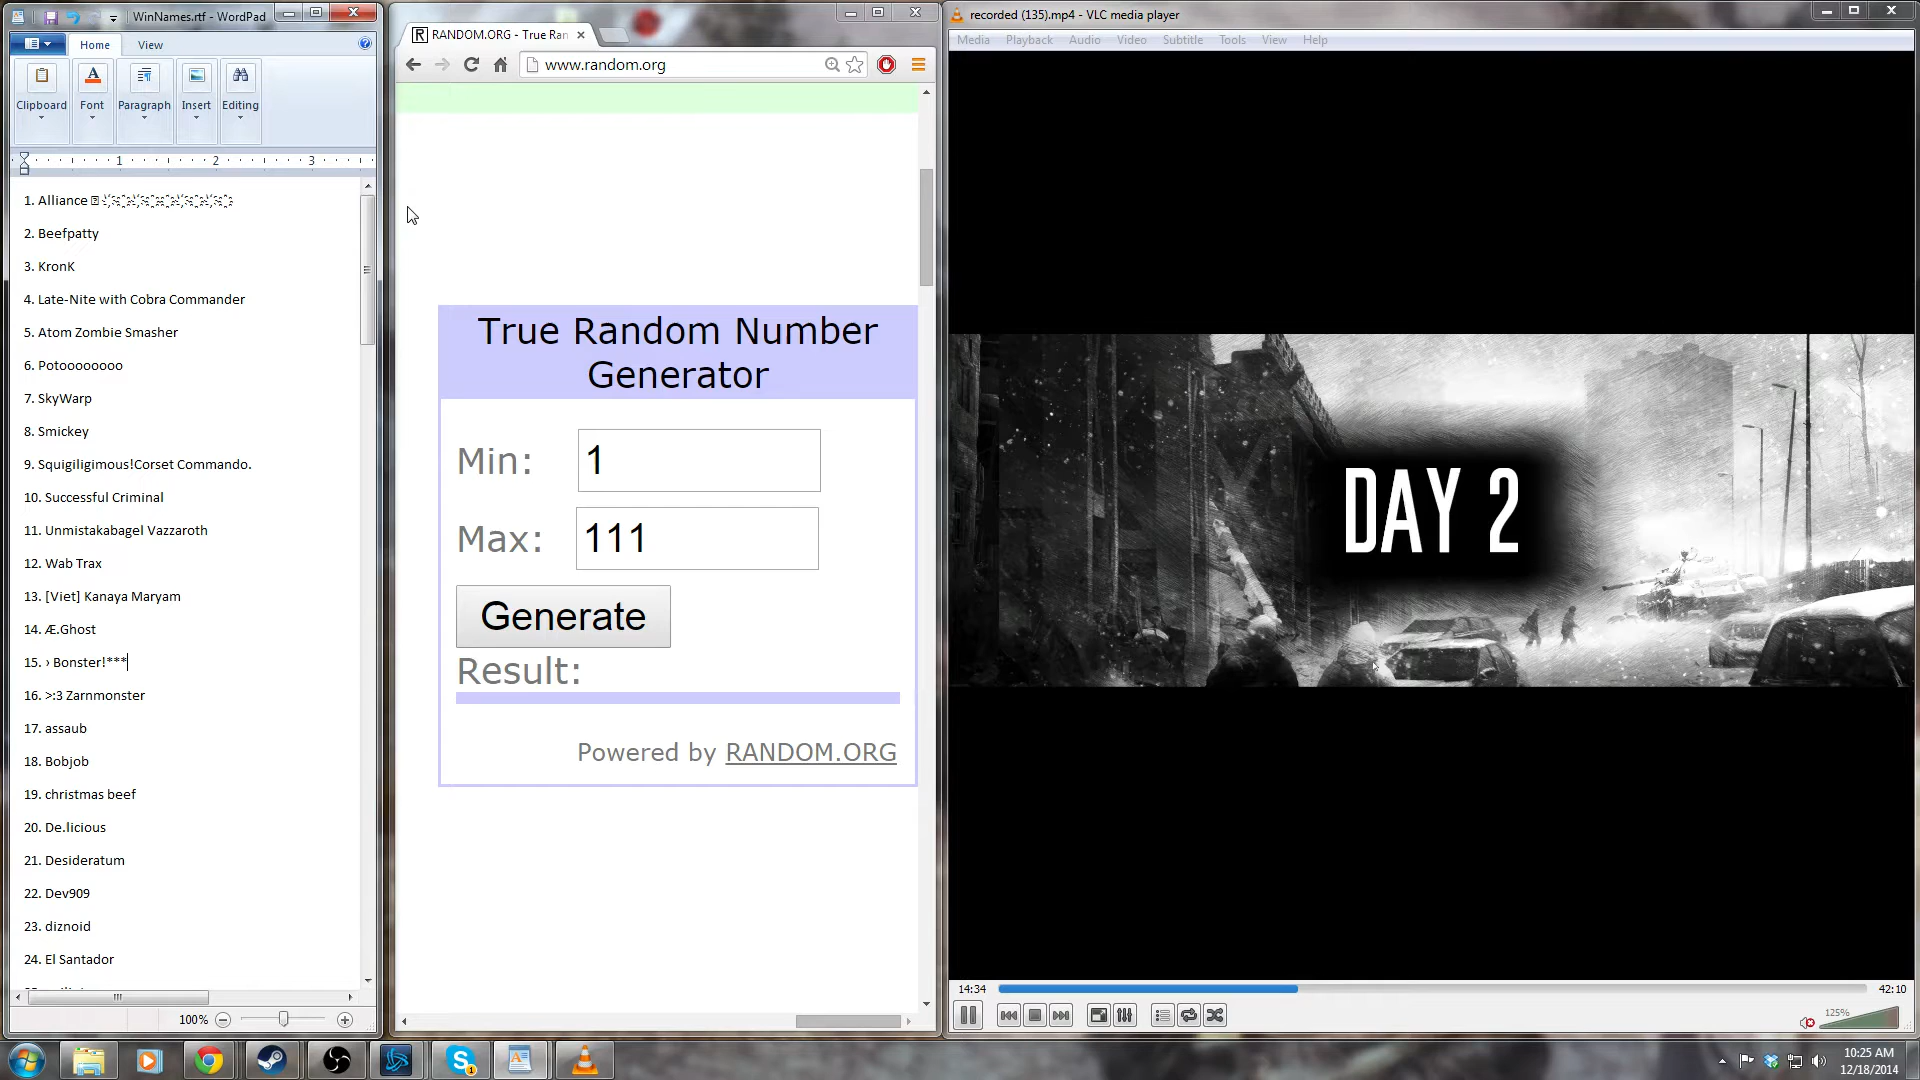 WinNames.rtf - WordPad
Home
View
Clipboard
Font
Paragraph
Insert
Editing
1
2
3
1. Alliance
2. Beefpatty
3. KronK
4. Late-Nite with Cobra Commander
5. Atom Zombie Smasher
6. Potoooooooo
7. SkyWarp
8. Smickey
9. Squigiligimous!Corset Commando.
10. Successful Criminal
11. Unmistakabagel Vazzaroth
12. Wab Trax
13. [Viet] Kanaya Maryam
14. Æ.Ghost
15. › Bonster!***
16. >:3 Zarnmonster
17. assaub
18. Bobjob
19. christmas beef
20. De.licious
21. Desideratum
22. Dev909
23. diznoid
24. El Santador
100%
RANDOM.ORG - True Ran
www.random.org
True Random Number
Generator
Min: 1
Max: 111
Generate
Result:
Powered by RANDOM.ORG
recorded (135).mp4 - VLC media player
Media Playback Audio Video Subtitle Tools View Help
DAY 2
14:34
42:10
125%
10:25 AM
12/18/2014